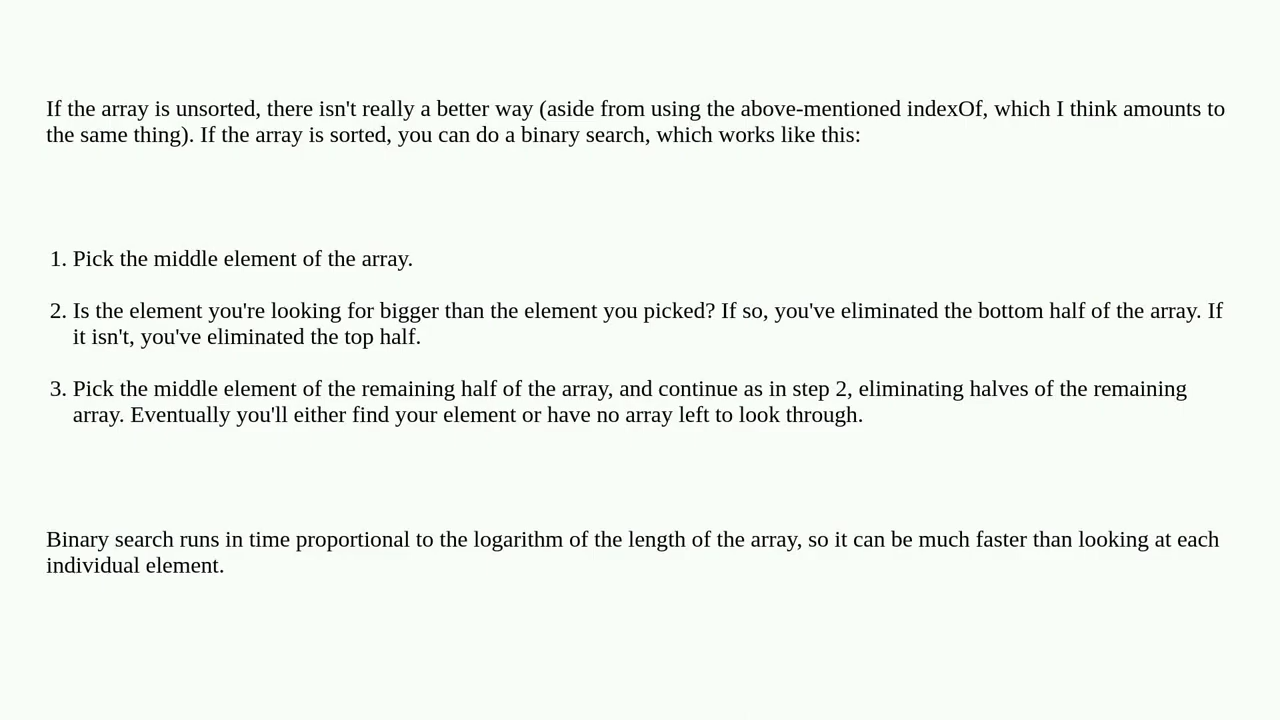 If the array is unsorted, there isn't really a better way (aside from using the above-mentioned indexOf, which I think amounts to
the same thing). If the array is sorted, you can do a binary search, which works like this:
1. Pick the middle element of the array.
2. Is the element you're looking for bigger than the element you picked? If so, you've eliminated the bottom half of the array. If
it isn't, you've eliminated the top half.
3. Pick the middle element of the remaining half of the array, and continue as in step 2, eliminating halves of the remaining
array. Eventually you'll either find your element or have no array left to look through.
Binary search runs in time proportional to the logarithm of the length of the array, so it can be much faster than looking at each
individual element.